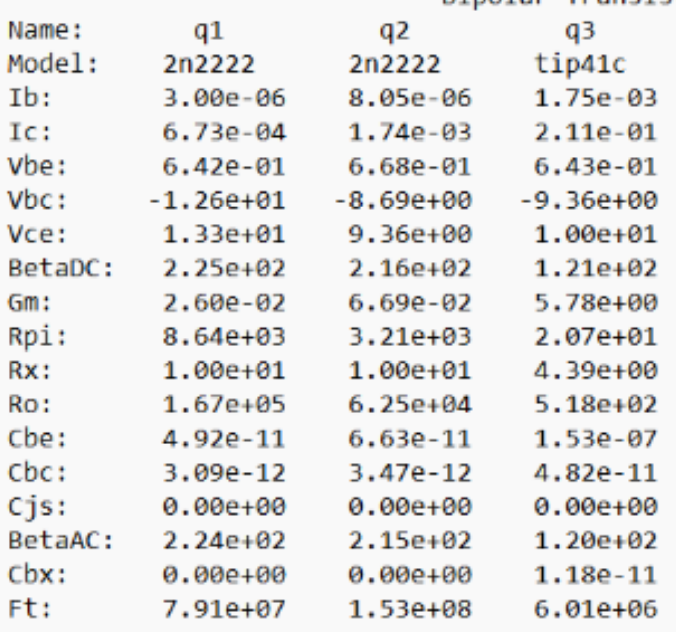 Name: q1 q2 q3
Model: 2n2222 2n2222 tip41c
Ib: 3.00e-06 8.05e-06 1.75e-03
Ic: 6.73e-04 1.74e-03 2.11e-01
Vbe: 6.42e-01 6.68e-01 6.43e-01
Vbc: -1.26e+01 -8.69e+00 -9.36e+00
Vce: 1.33e+01 9.36e+00 1.00e+01
BetaDC: 2.25e+02 2.16e+02 1.21e+02
Gm: 2.60e-02 6.69e-02 5.78e+00
Rpi: 8.64e+03 3.21e+03 2.07e+01
Rx: 1.00e+01 1.00e+01 4.39e+00
Ro: 1.67e+05 6.25e+04 5.18e+02
Cbe: 4.92e-11 6.63e-11 1.53e-07
Cbc: 3.09e-12 3.47e-12 4.82e-11
Cjs: 0.00e+00 0.00e+00 0.00e+00
BetaAC: 2.24e+02 2.15e+02 1.20e+02
Cbx: 0.00e+00 0.00e+00 1.18e-11
Ft: 7.91e+07 1.53e+08 6.01e+06